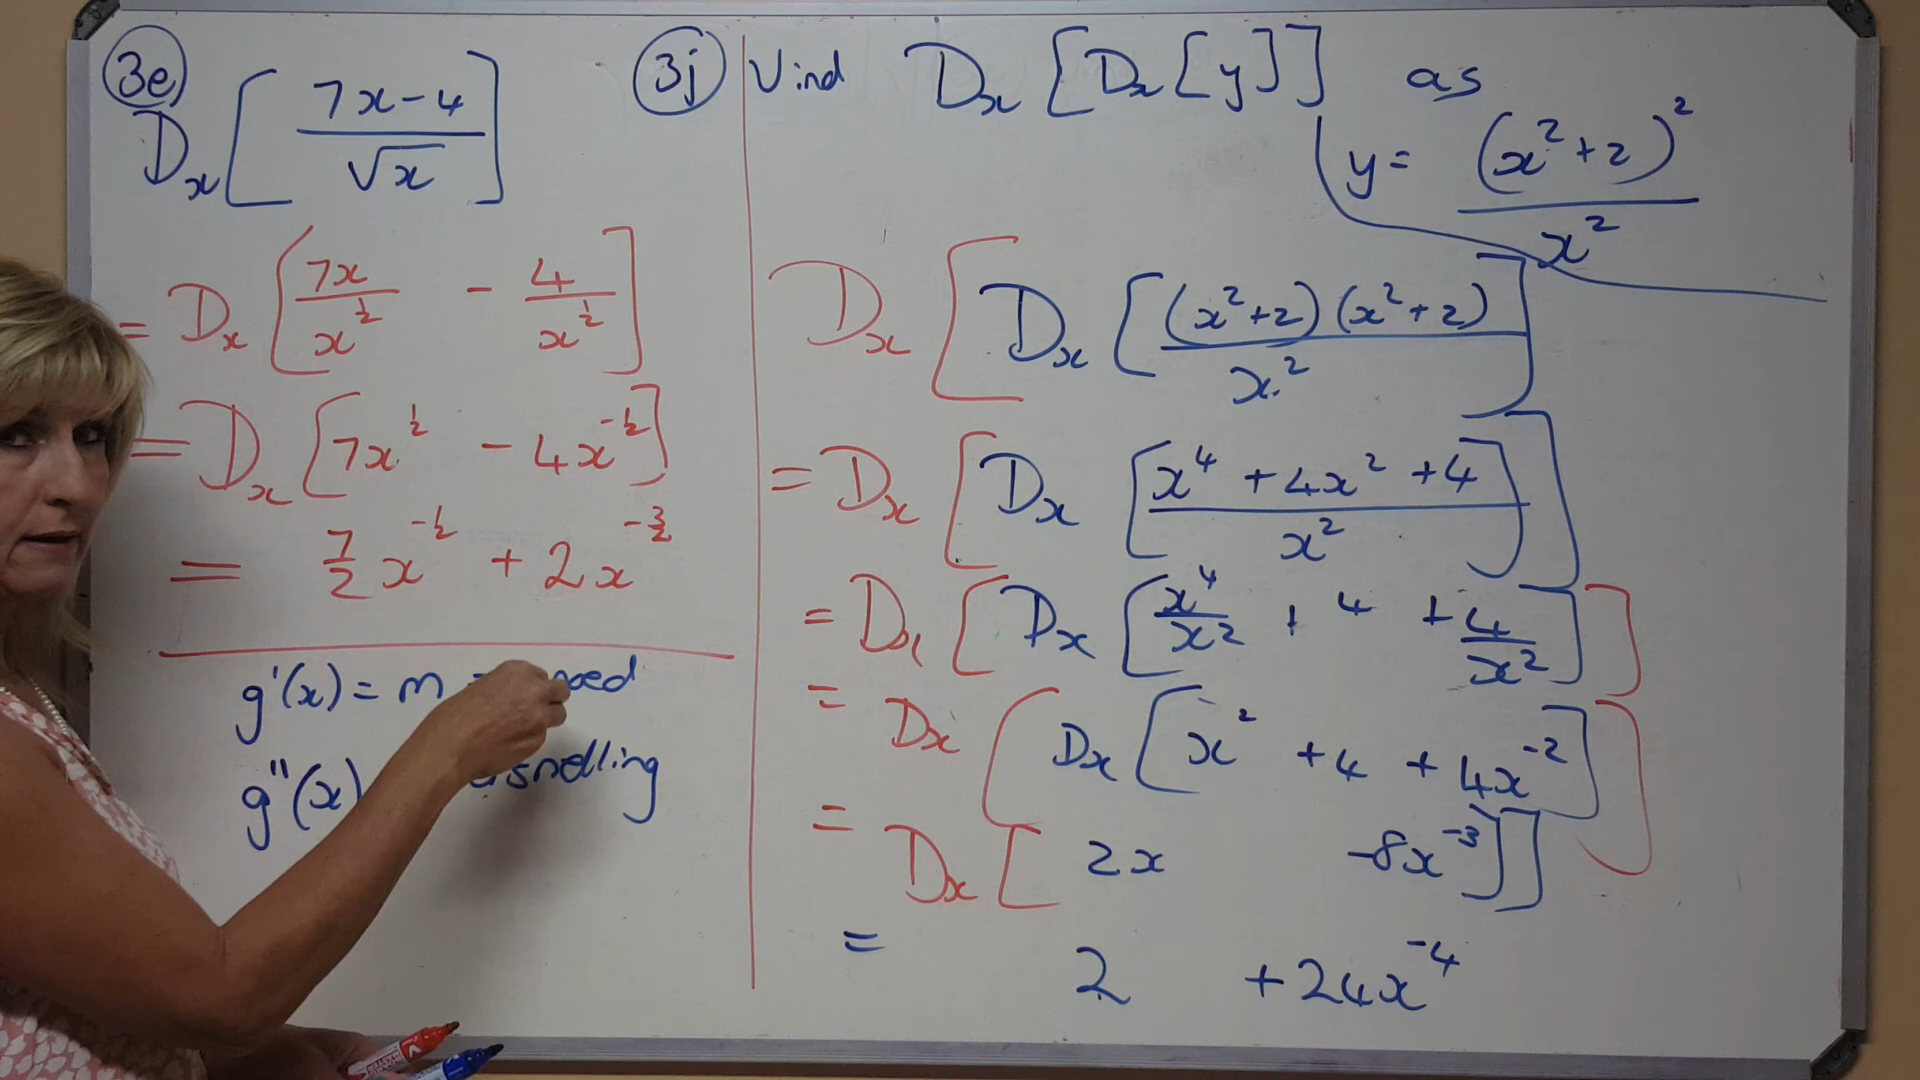 3e
Dx [ (7x-4)/√x ]
= Dx [ 7x/x^½ - 4/x^½ ]
= Dx [ 7x^½ - 4x^-½ ]
= 7/2 x^-½ + 2x^-3/2
g'(x) = m
g''(x)
3j Vind Dx [ Dx [ y ] ] as
y = (x²+2)²/x²
Dx [ Dx [ (x²+2)(x²+2)/x² ]
= Dx [ Dx [ (x⁴ + 4x² + 4)/x² ] ]
= Dx [ Dx [ x⁴/x² + 4 + 4/x² ] ]
= Dx [ Dx [ x² + 4 + 4x^-2 ] ]
= Dx [ 2x -8x^-3 ] ]
= 2 + 24x^-4